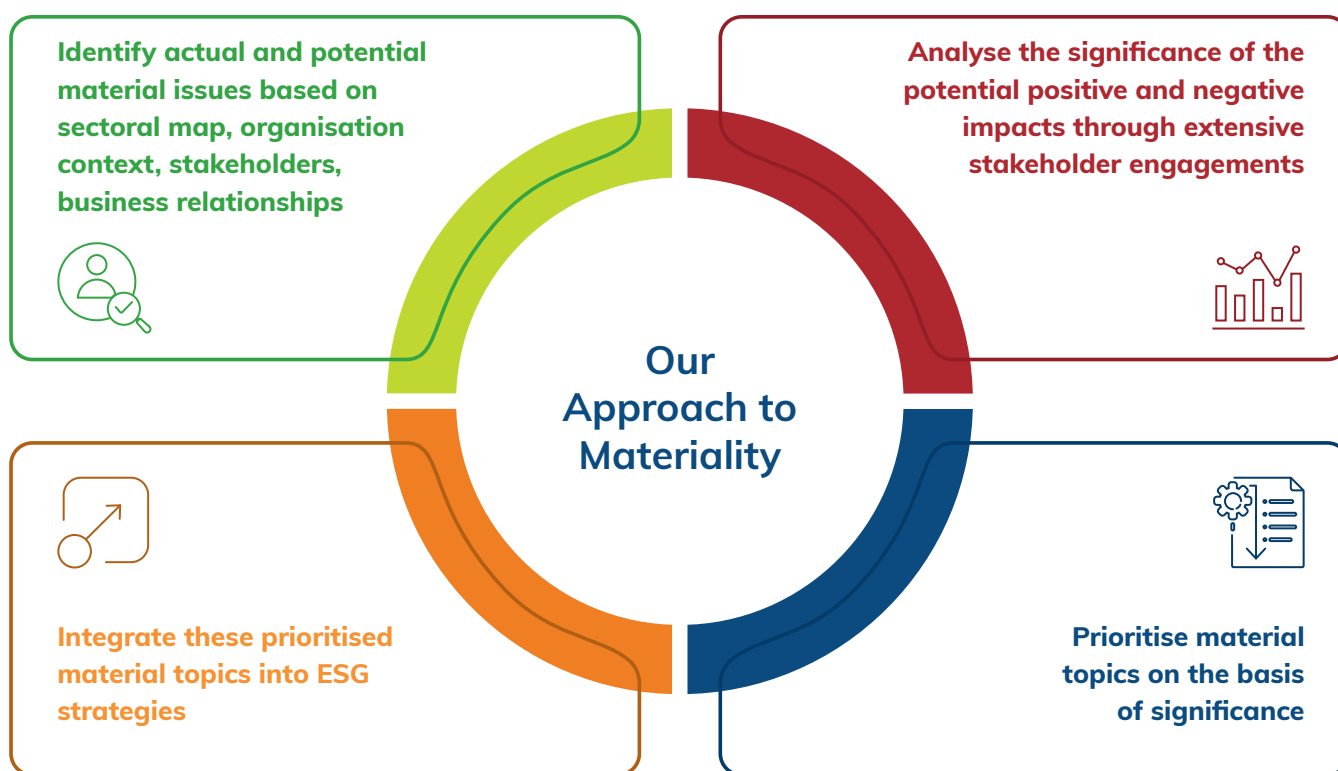 Identify actual and potential
material issues based on
sectoral map, organisation
context, stakeholders,
business relationships
Analyse the significance of the
potential positive and negative
impacts through extensive
stakeholder engagements
Our
Approach to
Materiality
Integrate these prioritised
material topics into ESG
strategies
Prioritise material
topics on the basis
of significance